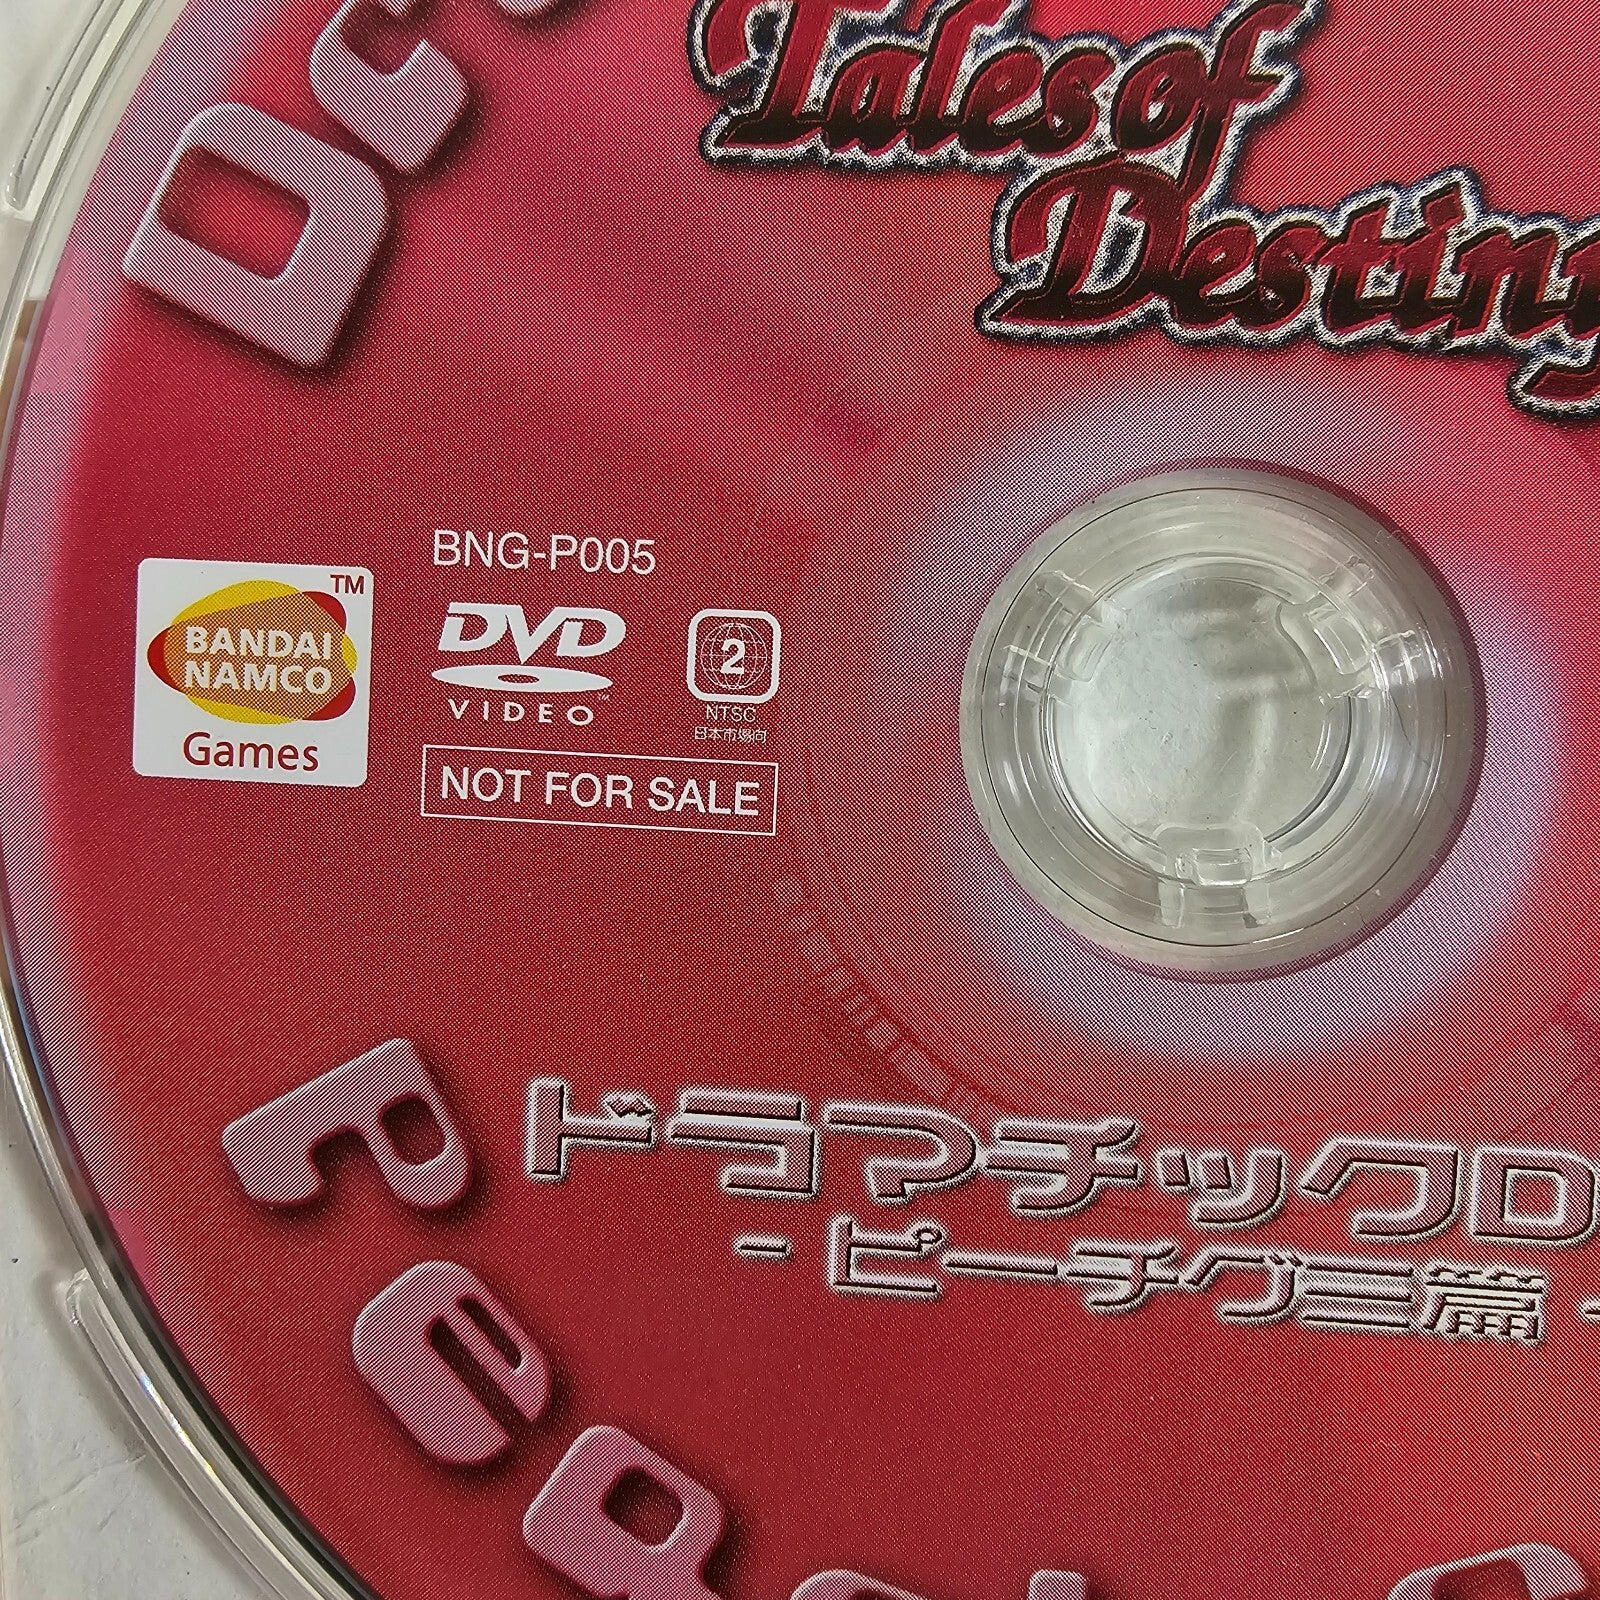 Tales of
Destiny
BNG-P005
BANDAI
NAMCO
TM
Games
DVD
VIDEO
2
NTSC
日本市場向
NOT FOR SALE
ドラマチックD
- ピーチグミ篇 -